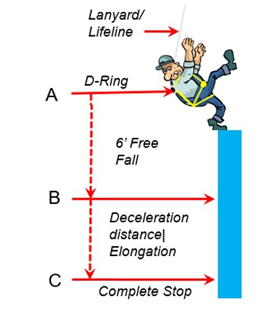 Lanyard/
Lifeline
D-Ring
A
6' Free
Fall
B
Deceleration
distance|
Elongation
C
Complete Stop